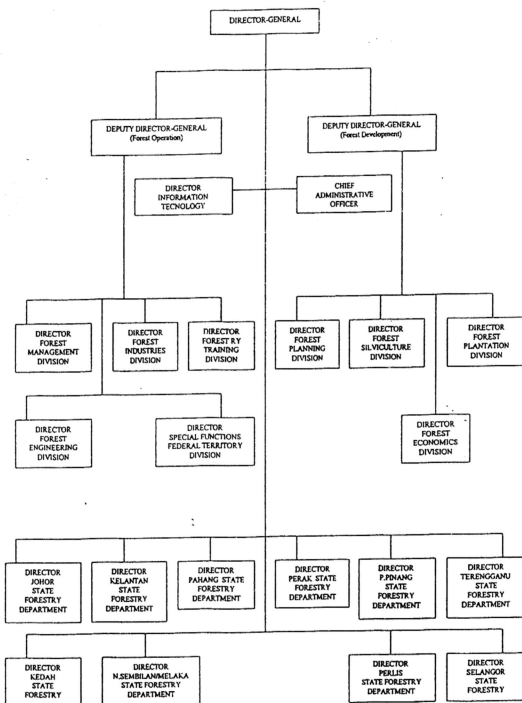 DIRECTOR-GENERAL
DEPUTY DIRECTOR-GENERAL
(Forest Operation)
DEPUTY DIRECTOR-GENERAL
(Forest Development)
DIRECTOR
INFORMATION
TECNOLOGY
CHIEF
ADMINISTRATIVE
OFFICER
DIRECTOR
FOREST
MANAGEMENT
DIVISION
DIRECTOR
FOREST
INDUSTRIES
DIVISION
DIRECTOR
FOREST RY
TRAINING
DIVISION
DIRECTOR
FOREST
PLANNING
DIVISION
DIRECTOR
FOREST
SILVICULTURE
DIVISION
DIRECTOR
FOREST
PLANTATION
DIVISION
DIRECTOR
FOREST
ENGINEERING
DIVISION
DIRECTOR
SPECIAL FUNCTIONS
FEDERAL TERRITORY
DIVISION
DIRECTOR
FOREST
ECONOMICS
DIVISION
DIRECTOR
JOHOR
STATE
FORESTRY
DEPARTMENT
DIRECTOR
KELANTAN
STATE
FORESTRY
DEPARTMENT
DIRECTOR
PAHANG STATE
FORESTRY
DEPARTMENT
DIRECTOR
PERAK STATE
FORESTRY
DEPARTMENT
DIRECTOR
P.PINANG
STATE
FORESTRY
DEPARTMENT
DIRECTOR
TERENGGANU
STATE
FORESTRY
DEPARTMENT
DIRECTOR
KEDAH
STATE
FORESTRY
DIRECTOR
N.SEMBILAN/MELAKA
STATE FORESTRY
DEPARTMENT
DIRECTOR
PERLIS
STATE FORESTRY
DEPARTMENT
DIRECTOR
SELANGOR
STATE
FORESTRY